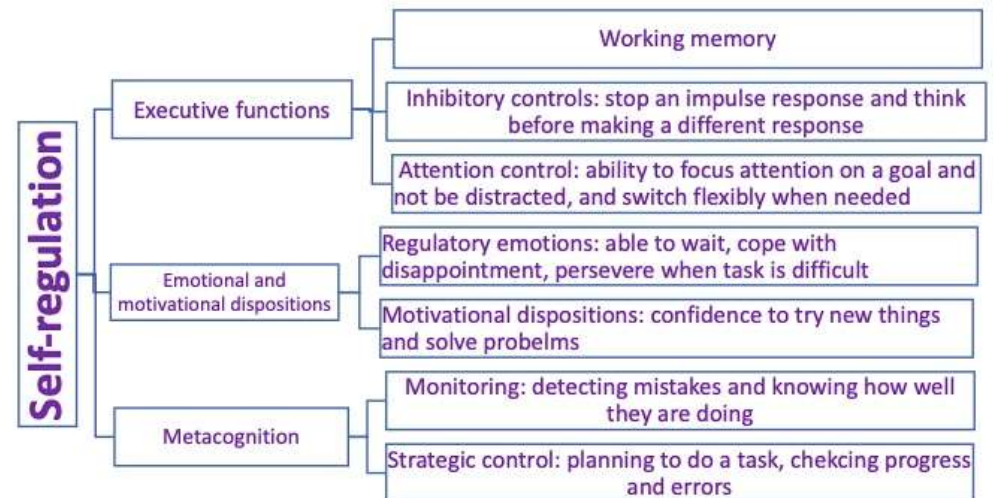 Self-regulation
Executive functions
Working memory
Inhibitory controls: stop an impulse response and think
before making a different response
Attention control: ability to focus attention on a goal and
not be distracted, and switch flexibly when needed
Emotional and
motivational dispositions
Regulatory emotions: able to wait, cope with
disappointment, persevere when task is difficult
Motivational dispositions: confidence to try new things
and solve probelms
Metacognition
Monitoring: detecting mistakes and knowing how well
they are doing
Strategic control: planning to do a task, chekcing progress
and errors